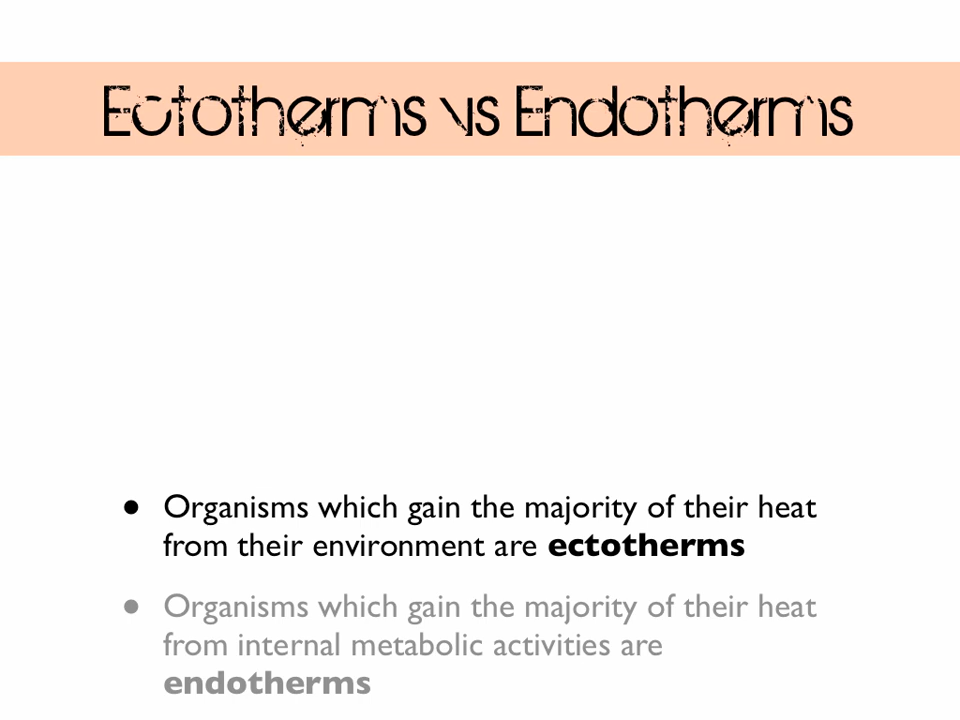 Ectotherms vs Endotherms
• Organisms which gain the majority of their heat
from their environment are ectotherms
• Organisms which gain the majority of their heat
from internal metabolic activities are
endotherms